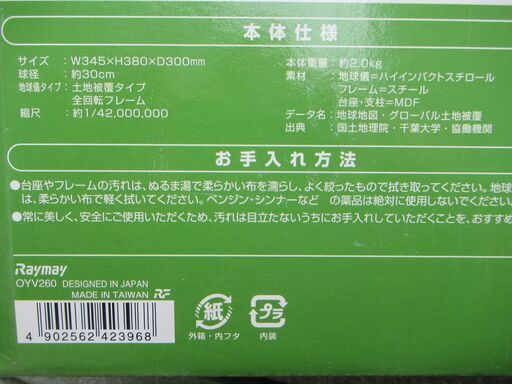 本体仕様
サイズ : W345×H380×D300mm
球径 : 約30cm
地球儀タイプ : 土地被覆タイプ
全回転フレーム
縮尺 : 約1/42,000,000
本体重量 : 約2.0kg
素材 : 地球儀=ハイインパクトスチロール
フレーム=スチール
台座・支柱=MDF
データ名 : 地球地図・グローバル土地被覆
出典 : 国土地理院・千葉大学・協働機関
お手入れ方法
●台座やフレームの汚れは、ぬるま湯で柔らかい布を濡らし、よく絞ったもので拭き取ってください。地球
は、柔らかい布で軽く拭いてください。ベンジン・シンナーなど の薬品は絶対に使用しないでくださ
●常に美しく、安全にご使用いただくため、汚れは目立たないうちにお手入れしていただくことを、おすすめ
Raymay
OYV260 DESIGNED IN JAPAN
MADE IN TAIWAN RF
4 902562 423968
紙
外箱・内フタ
プラ
内装